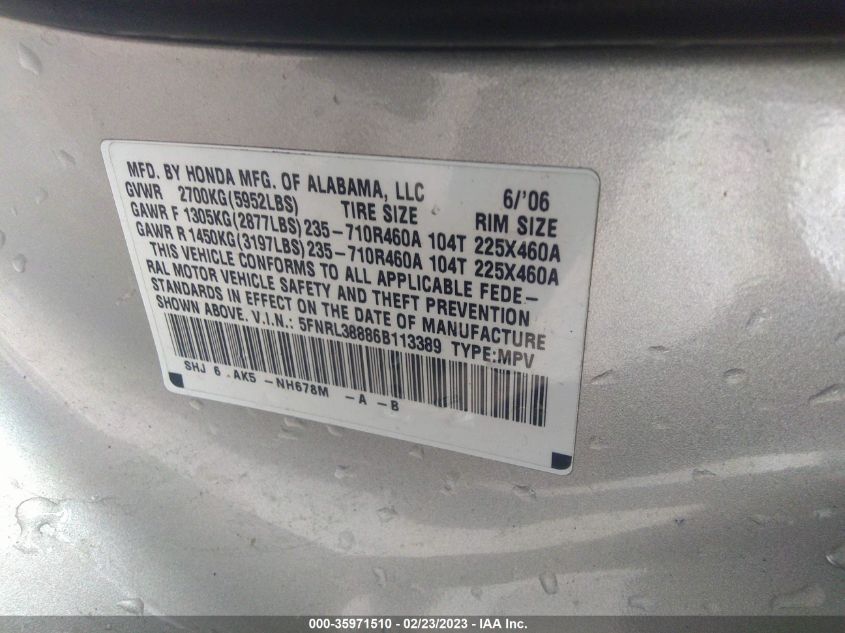 MFD. BY HONDA MFG. OF ALABAMA, LLC 6/'06
GVWR 2700KG(5952LBS) TIRE SIZE RIM SIZE
GAWR F 1305KG(2877LBS) 235-710R460A 104T 225X460A
GAWR R 1450KG(3197LBS) 235-710R460A 104T 225X460A
THIS VEHICLE CONFORMS TO ALL APPLICABLE FEDE-
RAL MOTOR VEHICLE SAFETY AND THEFT PREVENTION
STANDARDS IN EFFECT ON THE DATE OF MANUFACTURE
SHOWN ABOVE. V.I.N.: 5FNRL38886B113389 TYPE:MPV
SHJ 6 AK5 -NH678M -A -B
000-35971510 - 02/23/2023 - IAA Inc.